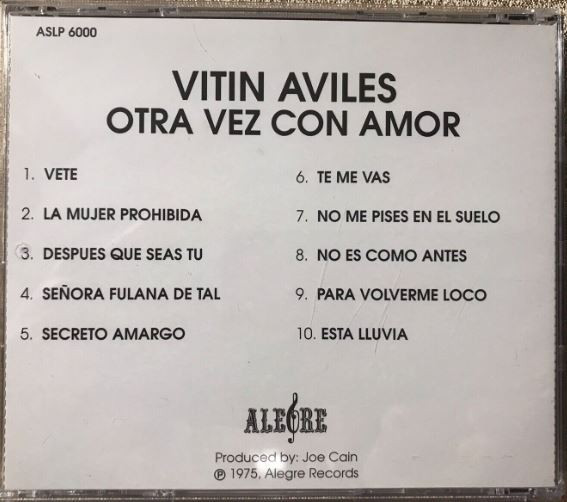 ASLP 6000
VITIN AVILES
OTRA VEZ CON AMOR
1. VETE
2. LA MUJER PROHIBIDA
3. DESPUES QUE SEAS TU
4. SEÑORA FULANA DE TAL
5. SECRETO AMARGO
6. TE ME VAS
7. NO ME PISES EN EL SUELO
8. NO ES COMO ANTES
9. PARA VOLVERME LOCO
10. ESTA LLUVIA
ALEGRE
Produced by: Joe Cain
℗ 1975, Alegre Records